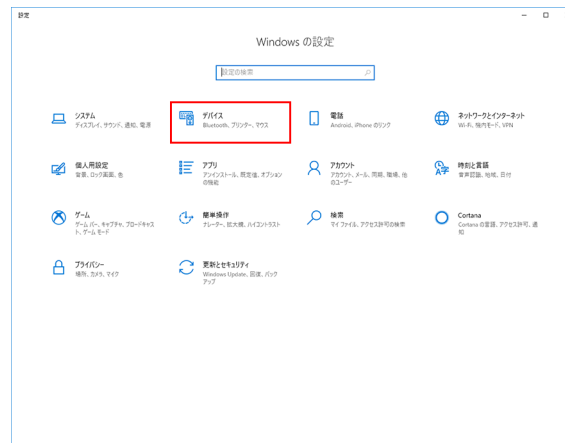 設定
Windows の設定
設定の検索
システム
ディスプレイ、サウンド、通知、電源
デバイス
Bluetooth、プリンター、マウス
電話
Android、iPhone のリンク
ネットワークとインターネット
Wi-Fi、機内モード、VPN
個人用設定
背景、ロック画面、色
アプリ
アンインストール、既定値、オプション
の機能
アカウント
アカウント、メール、同期、職場、他
のユーザー
時刻と言語
音声認識、地域、日付
ゲーム
ゲーム バー、キャプチャ、ブロードキャス
ト、ゲーム モード
簡単操作
ナレーター、拡大鏡、ハイコントラスト
検索
マイ ファイル、アクセス許可の検索
Cortana
Cortana の言語、アクセス許可、通
知
プライバシー
場所、カメラ、マイク
更新とセキュリティ
Windows Update、回復、バック
アップ